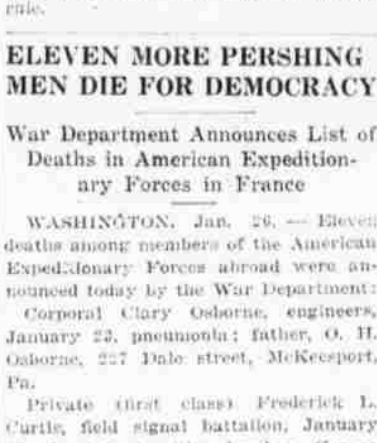 rule.
ELEVEN MORE PERSHING
MEN DIE FOR DEMOCRACY
War Department Announces List of
Deaths in American Expedition-
ary Forces in France
WASHINGTON, Jan. 26. — Eleven
deaths among members of the American
Expeditionary Forces abroad were an-
nounced today by the War Department:
Corporal Clary Osborne, engineers,
January 23, pneumonia; father, O. H.
Osborne, 227 Dale street, McKeesport,
Pa.
Private (first class) Frederick L.
Curtis, field signal battalion, January